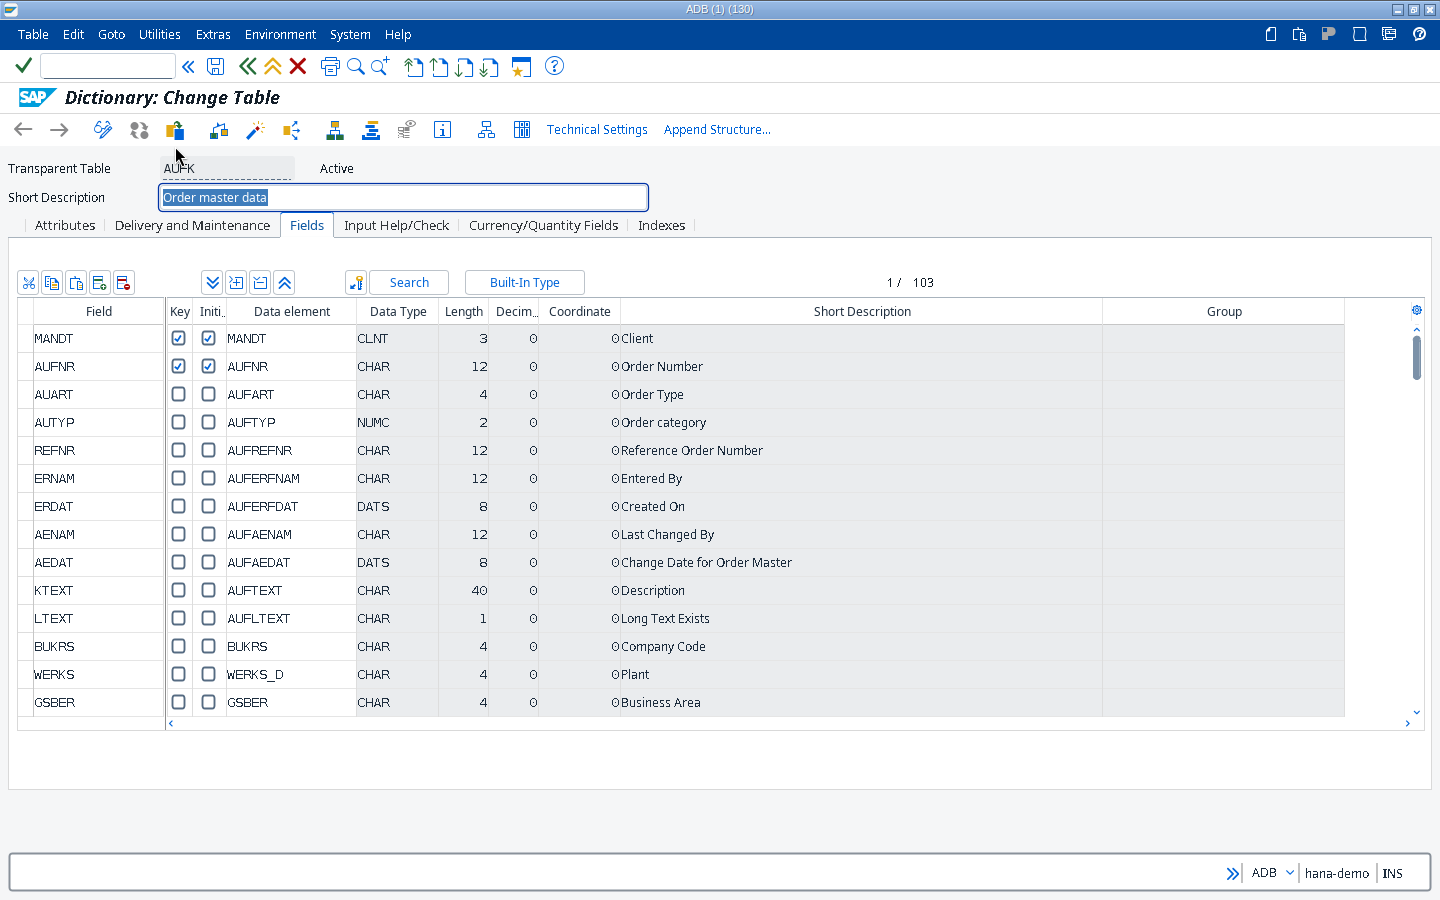 ADB (1) (130)
Table Edit Goto Utilities Extras Environment System Help
SAP Dictionary: Change Table
Technical Settings Append Structure...
Transparent Table AUFK Active
Short Description Order master data
Attributes Delivery and Maintenance Fields Input Help/Check Currency/Quantity Fields Indexes
Search Built-In Type 1 / 103
Field Key Initi.. Data element Data Type Length Decim... Coordinate Short Description Group
MANDT MANDT CLNT 3 0 0 Client
AUFNR AUFNR CHAR 12 0 0 Order Number
AUART AUFART CHAR 4 0 0 Order Type
AUTYP AUFTYP NUMC 2 0 0 Order category
REFNR AUFREFNR CHAR 12 0 0 Reference Order Number
ERNAM AUFERFNAM CHAR 12 0 0 Entered By
ERDAT AUFERFDAT DATS 8 0 0 Created On
AENAM AUFAENAM CHAR 12 0 0 Last Changed By
AEDAT AUFAEDAT DATS 8 0 0 Change Date for Order Master
KTEXT AUFTEXT CHAR 40 0 0 Description
LTEXT AUFLTEXT CHAR 1 0 0 Long Text Exists
BUKRS BUKRS CHAR 4 0 0 Company Code
WERKS WERKS_D CHAR 4 0 0 Plant
GSBER GSBER CHAR 4 0 0 Business Area
ADB hana-demo INS